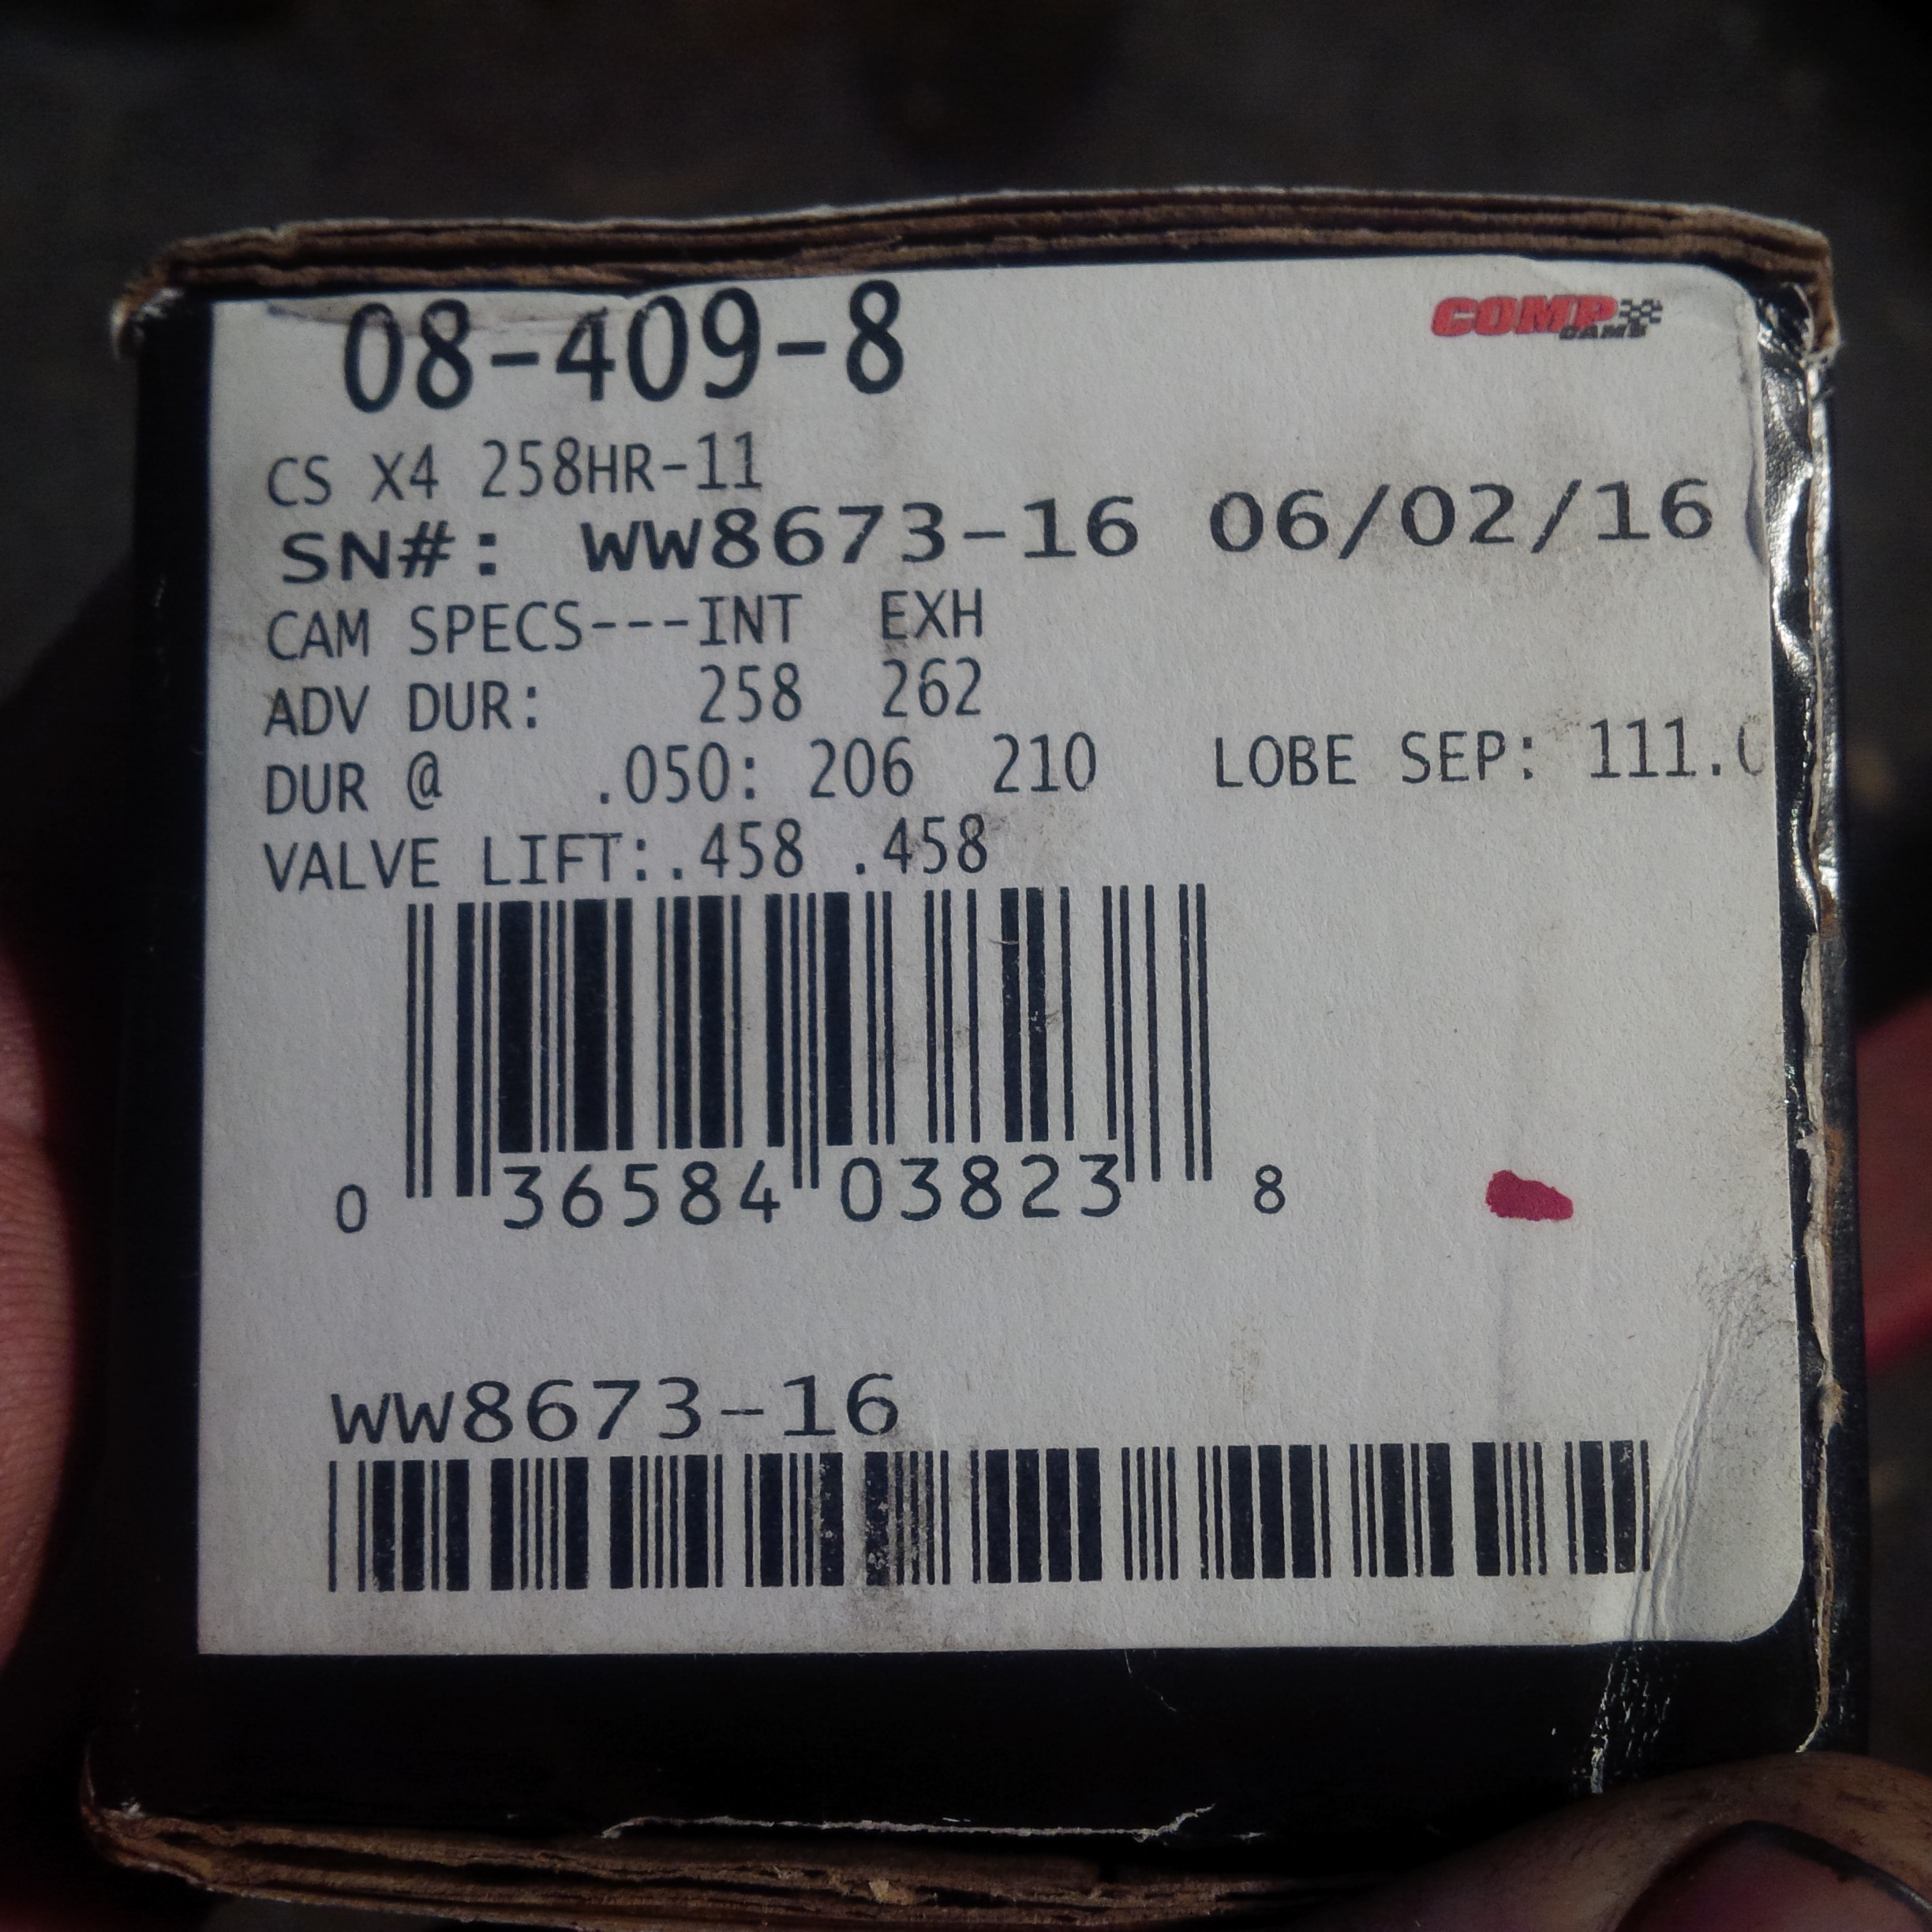 08-409-8
COMP CAMS
CS X4 258HR-11
SN#: WW8673-16 06/02/16
CAM SPECS---INT EXH
ADV DUR: 258 262
DUR @ .050: 206 210 LOBE SEP: 111.0
VALVE LIFT:.458 .458
0 36584 03823 8
WW8673-16